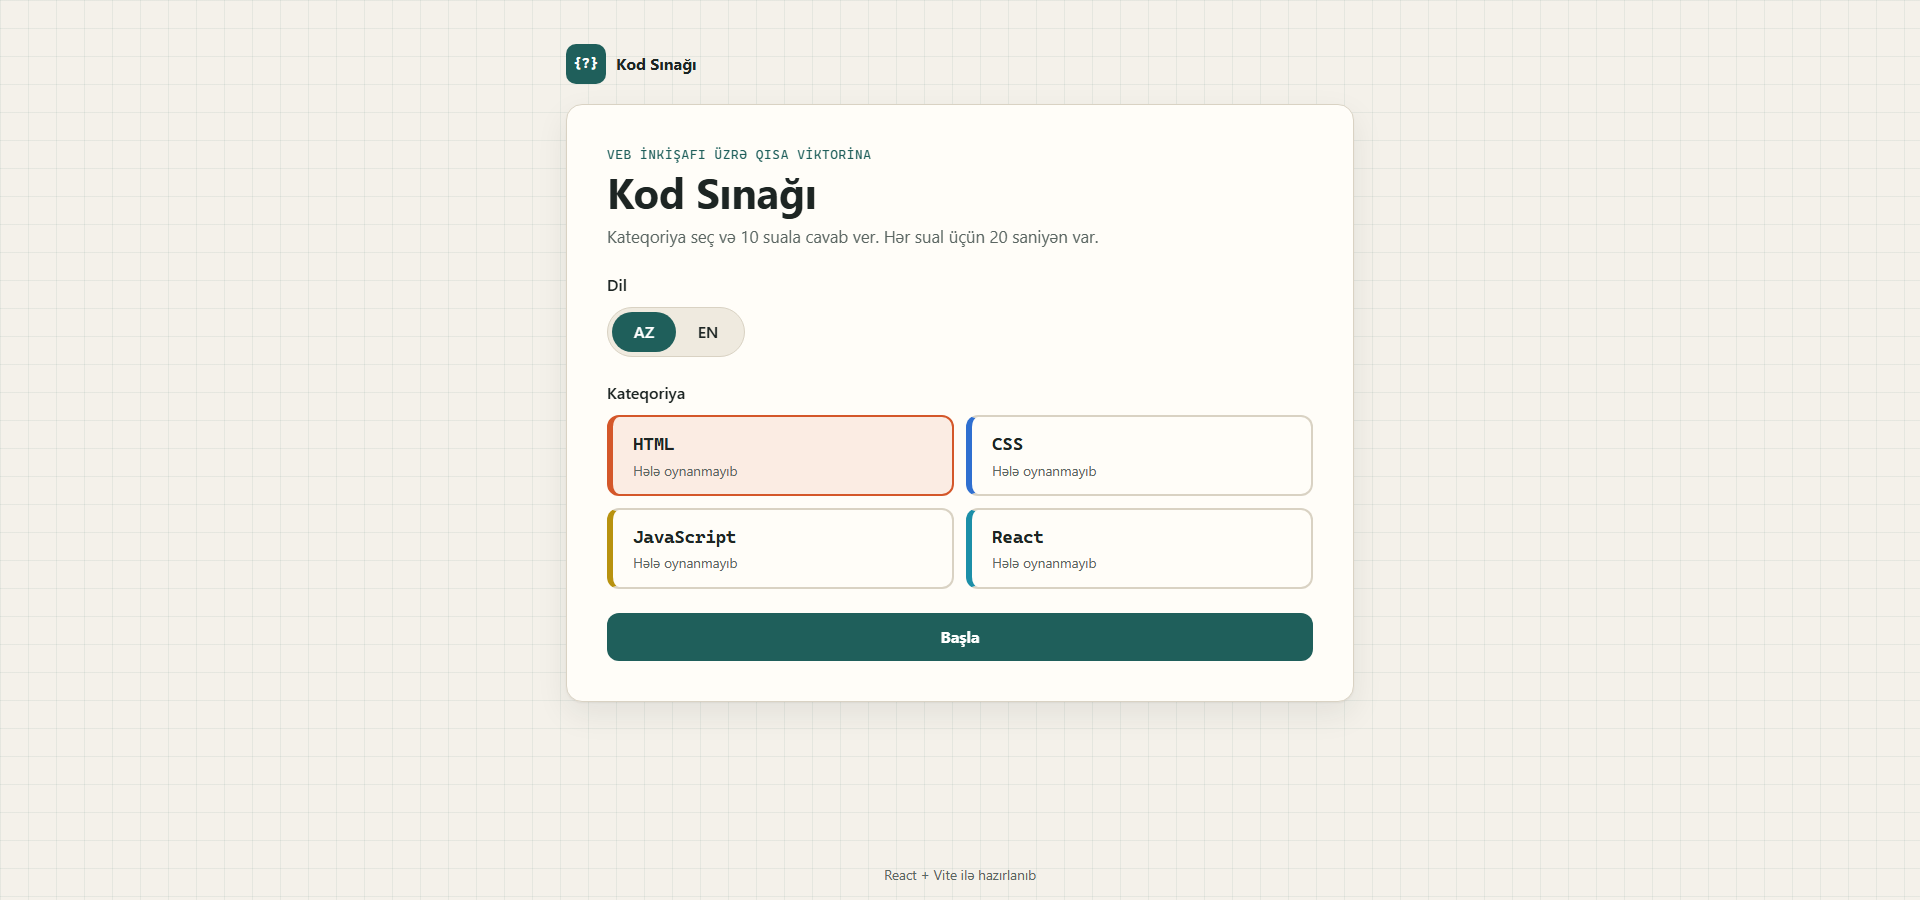 {?} Kod Sınağı
VEB İNKİŞAFI ÜZRƏ QISA VİKTORİNA
Kod Sınağı
Kateqoriya seç və 10 suala cavab ver. Hər sual üçün 20 saniyən var.
Dil
AZ EN
Kateqoriya
HTML
Hələ oynanmayıb
CSS
Hələ oynanmayıb
JavaScript
Hələ oynanmayıb
React
Hələ oynanmayıb
Başla
React + Vite ilə hazırlanıb